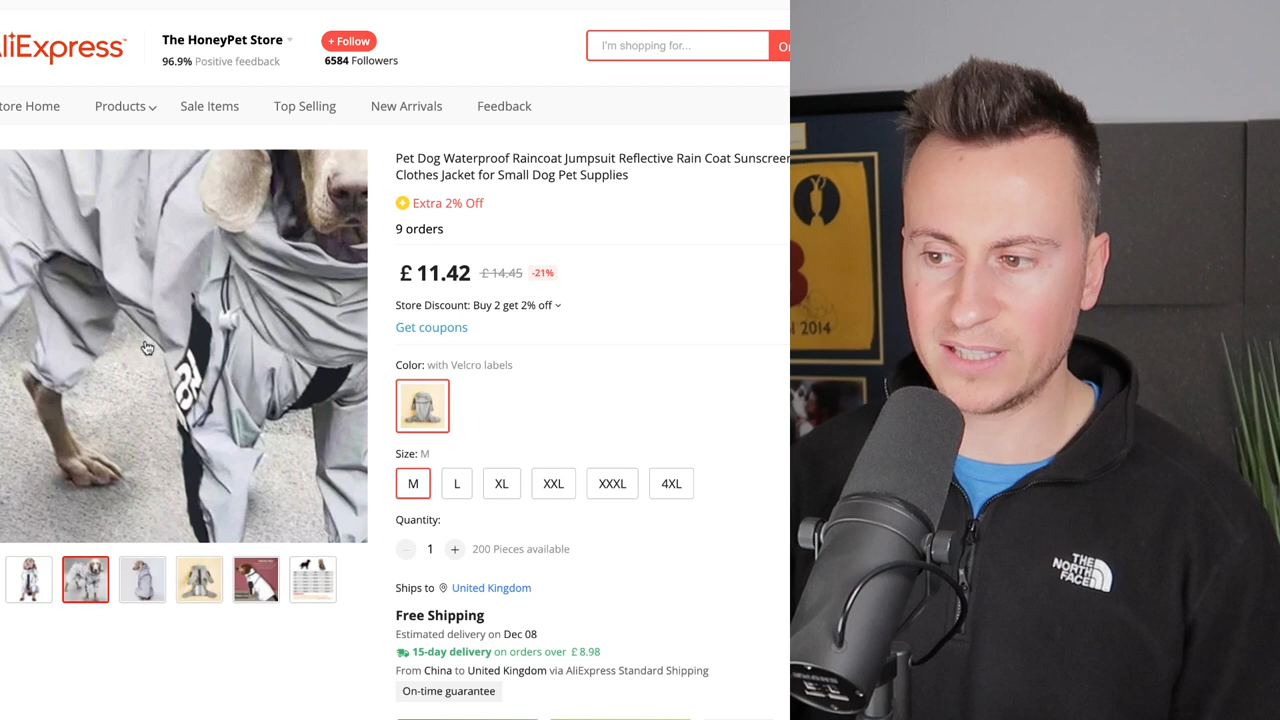 liExpress™
The HoneyPet Store
96.9% Positive feedback
+ Follow
6584 Followers
I'm shopping for...
On
tore Home
Products
Sale Items
Top Selling
New Arrivals
Feedback
Pet Dog Waterproof Raincoat Jumpsuit Reflective Rain Coat Sunscreen
Clothes Jacket for Small Dog Pet Supplies
Extra 2% Off
9 orders
£ 11.42 £ 14.45 -21%
Store Discount: Buy 2 get 2% off
Get coupons
Color: with Velcro labels
Size: M
M L XL XXL XXXL 4XL
Quantity:
1 + 200 Pieces available
Ships to United Kingdom
Free Shipping
Estimated delivery on Dec 08
15-day delivery on orders over £ 8.98
From China to United Kingdom via AliExpress Standard Shipping
On-time guarantee
2014
THE
NORTH
FACE